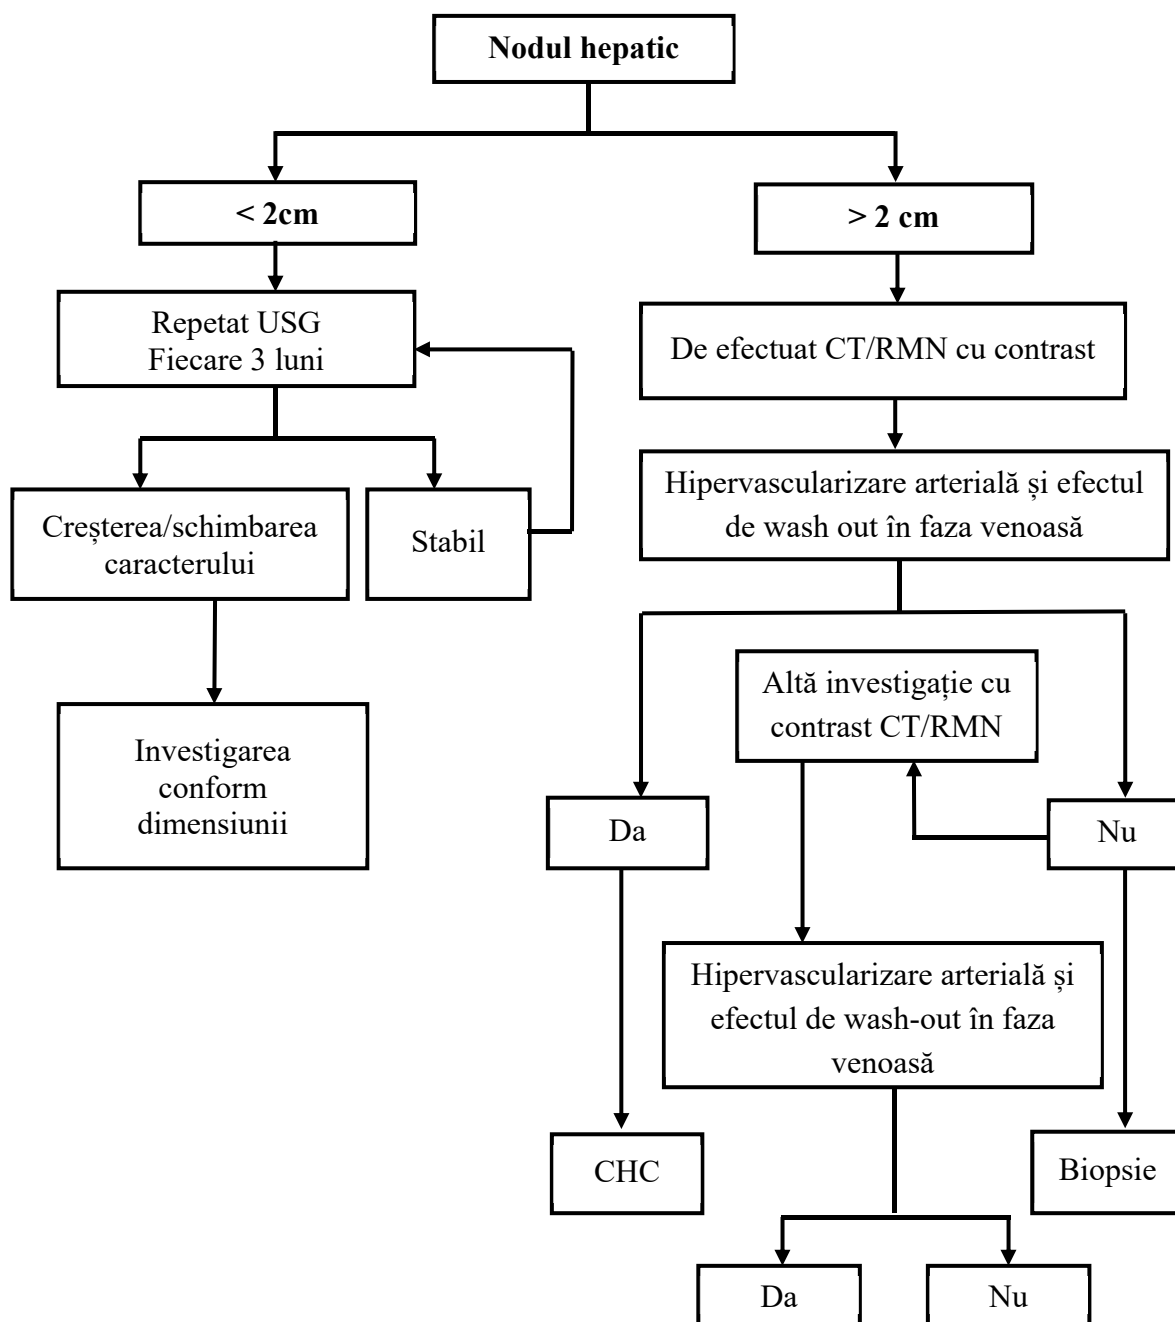 Nodul hepatic
< 2cm
> 2 cm
Repetat USG
Fiecare 3 luni
De efectuat CT/RMN cu contrast
Creșterea/schimbarea
caracterului
Stabil
Hipervascularizare arterială și efectul
de wash out în faza venoasă
Investigarea
conform
dimensiunii
Altă investigație cu
contrast CT/RMN
Da
Nu
Hipervascularizare arterială și
efectul de wash-out în faza
venoasă
CHC
Biopsie
Da
Nu